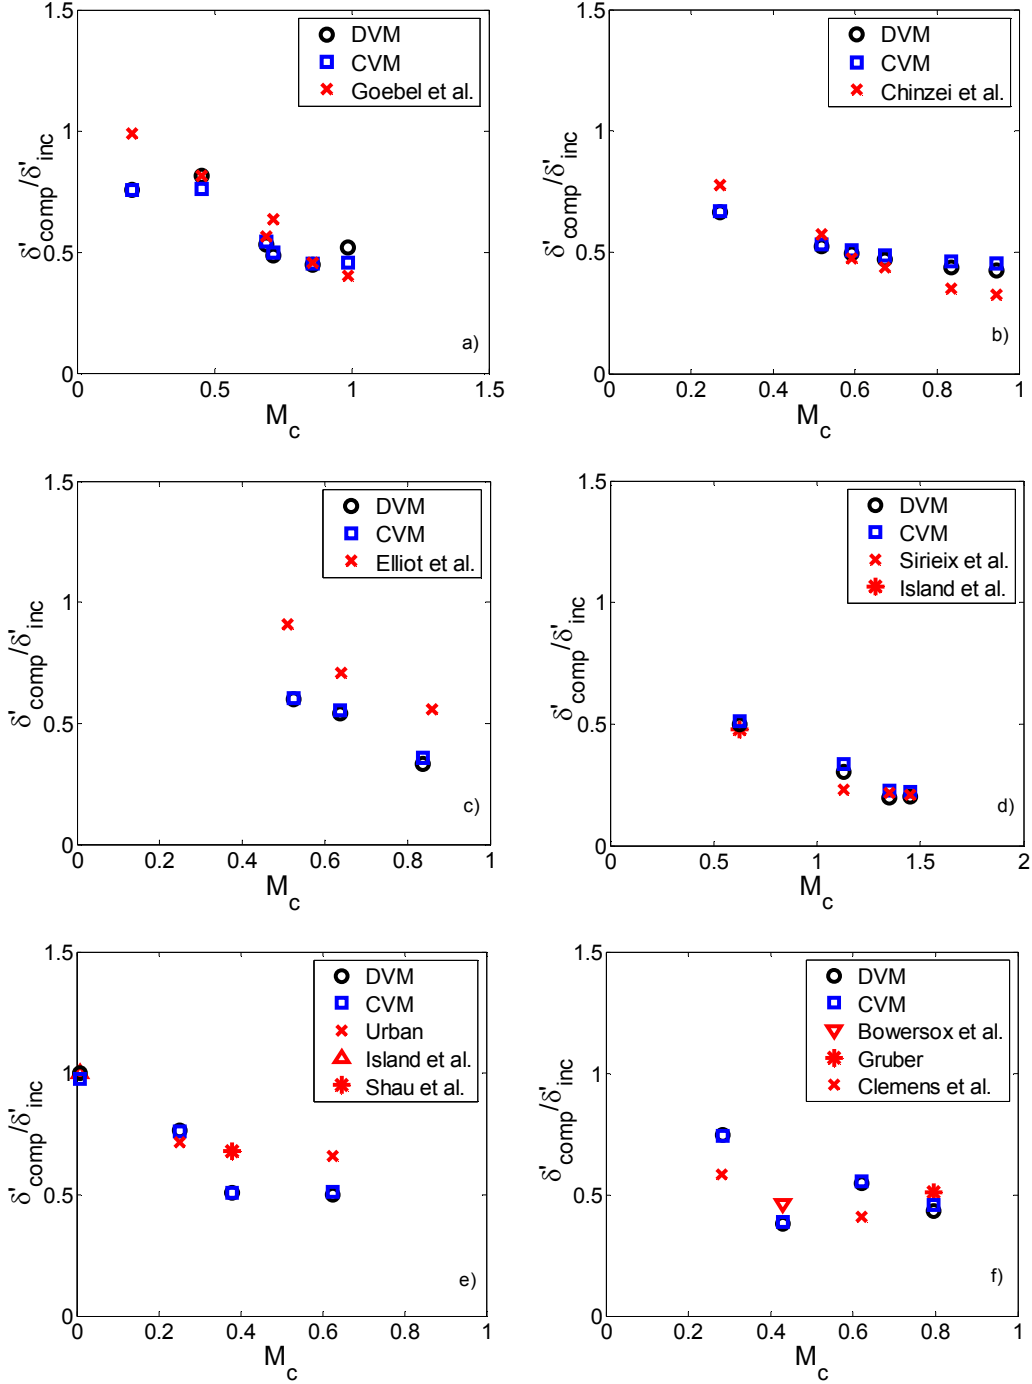 1.5
1
0.5
0
δ'comp/δ'inc
DVM
CVM
Goebel et al.
a)
0 0.5 1 1.5
Mc
1.5
1
0.5
0
δ'comp/δ'inc
DVM
CVM
Chinzei et al.
b)
0 0.2 0.4 0.6 0.8 1
Mc
1.5
1
0.5
0
δ'comp/δ'inc
DVM
CVM
Elliot et al.
c)
0 0.2 0.4 0.6 0.8 1
Mc
1.5
1
0.5
0
δ'comp/δ'inc
DVM
CVM
Sirieix et al.
Island et al.
d)
0 0.5 1 1.5 2
Mc
1.5
1
0.5
0
δ'comp/δ'inc
DVM
CVM
Urban
Island et al.
Shau et al.
e)
0 0.2 0.4 0.6 0.8 1
Mc
1.5
1
0.5
0
δ'comp/δ'inc
DVM
CVM
Bowersox et al.
Gruber
Clemens et al.
f)
0 0.2 0.4 0.6 0.8 1
Mc